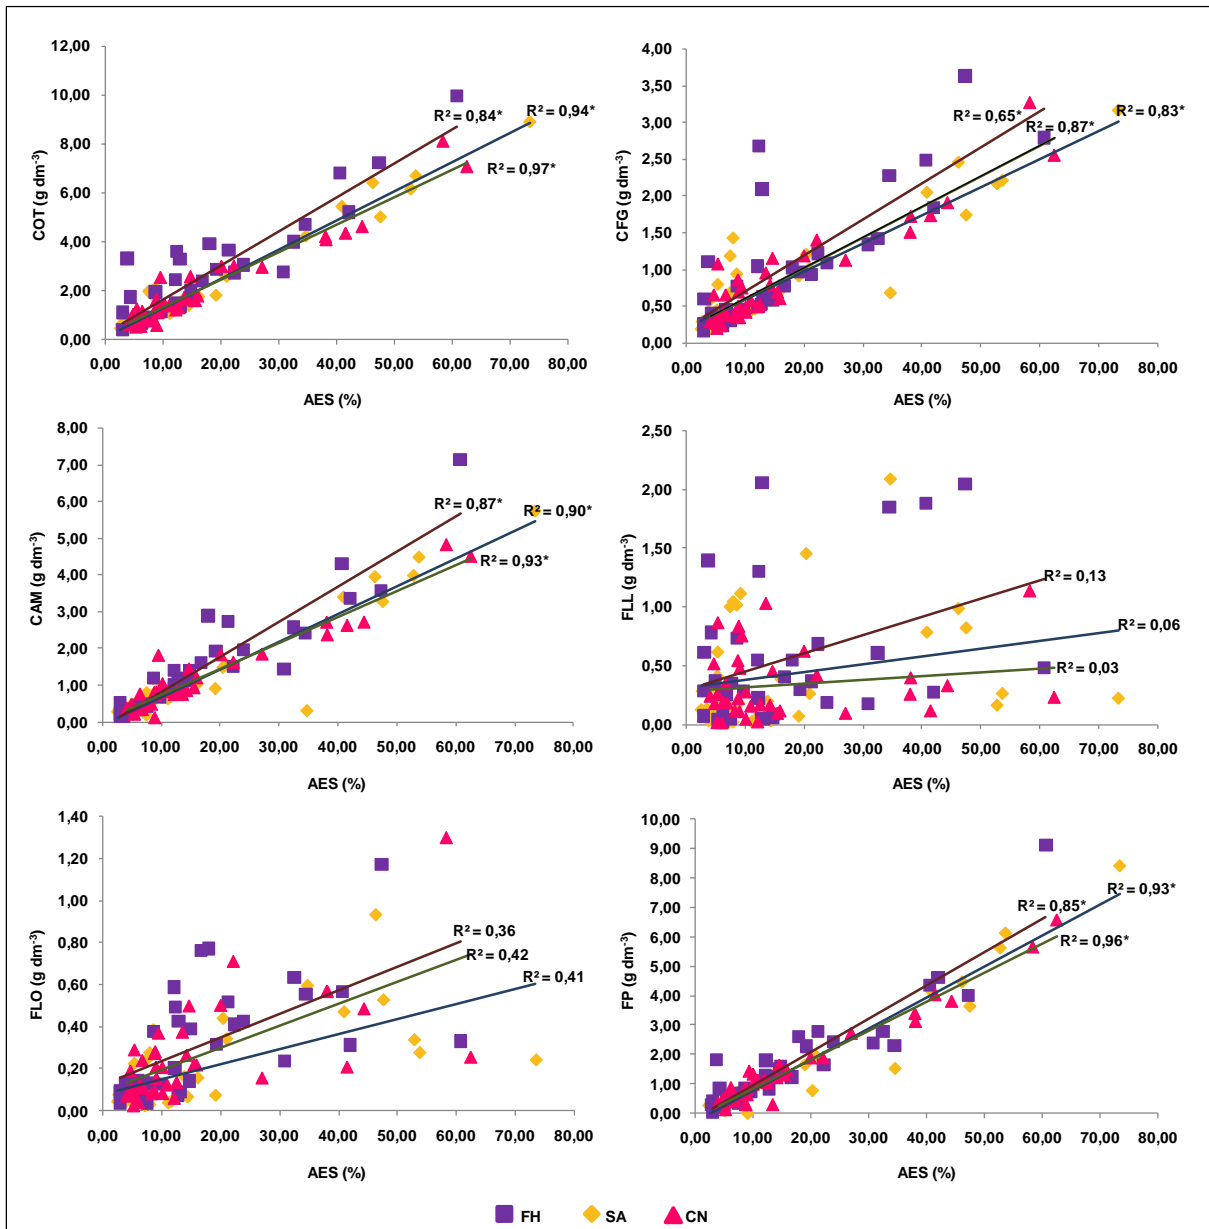 12,00
10,00
8,00
6,00
4,00
2,00
0,00
COT (g dm-3)
R² = 0,84*
R² = 0,94*
R² = 0,97*
0,00 10,00 20,00 30,00 40,00 50,00 60,00 70,00 80,00
AES (%)
4,00
3,50
3,00
2,50
2,00
1,50
1,00
0,50
0,00
CFG (g dm-3)
R² = 0,65*
R² = 0,87*
R² = 0,83*
0,00 10,00 20,00 30,00 40,00 50,00 60,00 70,00 80,00
AES (%)
8,00
7,00
6,00
5,00
4,00
3,00
2,00
1,00
0,00
CAM (g dm-3)
R² = 0,87*
R² = 0,90*
R² = 0,93*
0,00 10,00 20,00 30,00 40,00 50,00 60,00 70,00 80,00
AES (%)
2,50
2,00
1,50
1,00
0,50
0,00
FLL (g dm-3)
R² = 0,13
R² = 0,06
R² = 0,03
0,00 10,00 20,00 30,00 40,00 50,00 60,00 70,00 80,00
AES (%)
1,40
1,20
1,00
0,80
0,60
0,40
0,20
0,00
FLO (g dm-3)
R² = 0,36
R² = 0,42
R² = 0,41
0,00 10,00 20,00 30,00 40,00 50,00 60,00 70,00 80,00
AES (%)
10,00
9,00
8,00
7,00
6,00
5,00
4,00
3,00
2,00
1,00
0,00
FP (g dm-3)
R² = 0,85*
R² = 0,93*
R² = 0,96*
0,00 10,00 20,00 30,00 40,00 50,00 60,00 70,00 80,00
AES (%)
FH SA CN